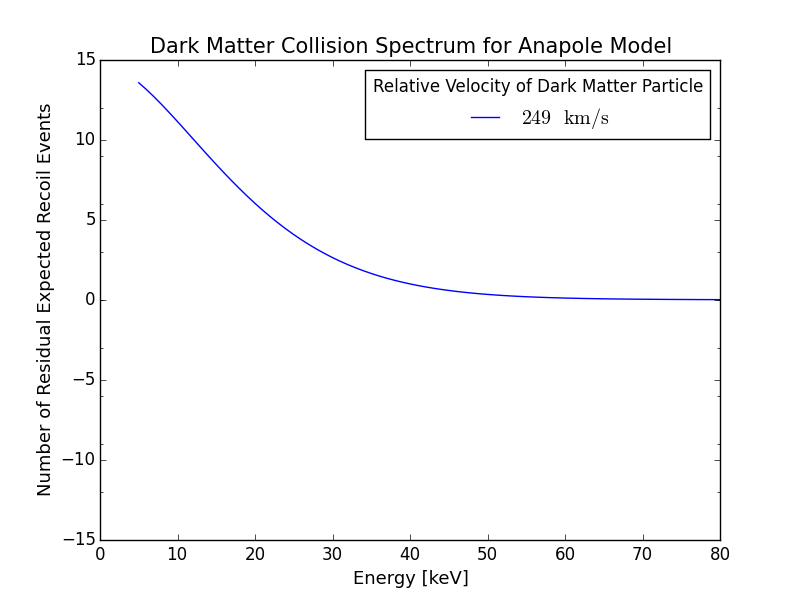 Dark Matter Collision Spectrum for Anapole Model
Relative Velocity of Dark Matter Particle
249 km/s
Number of Residual Expected Recoil Events
15
10
5
0
−5
−10
−15
0 10 20 30 40 50 60 70 80
Energy [keV]